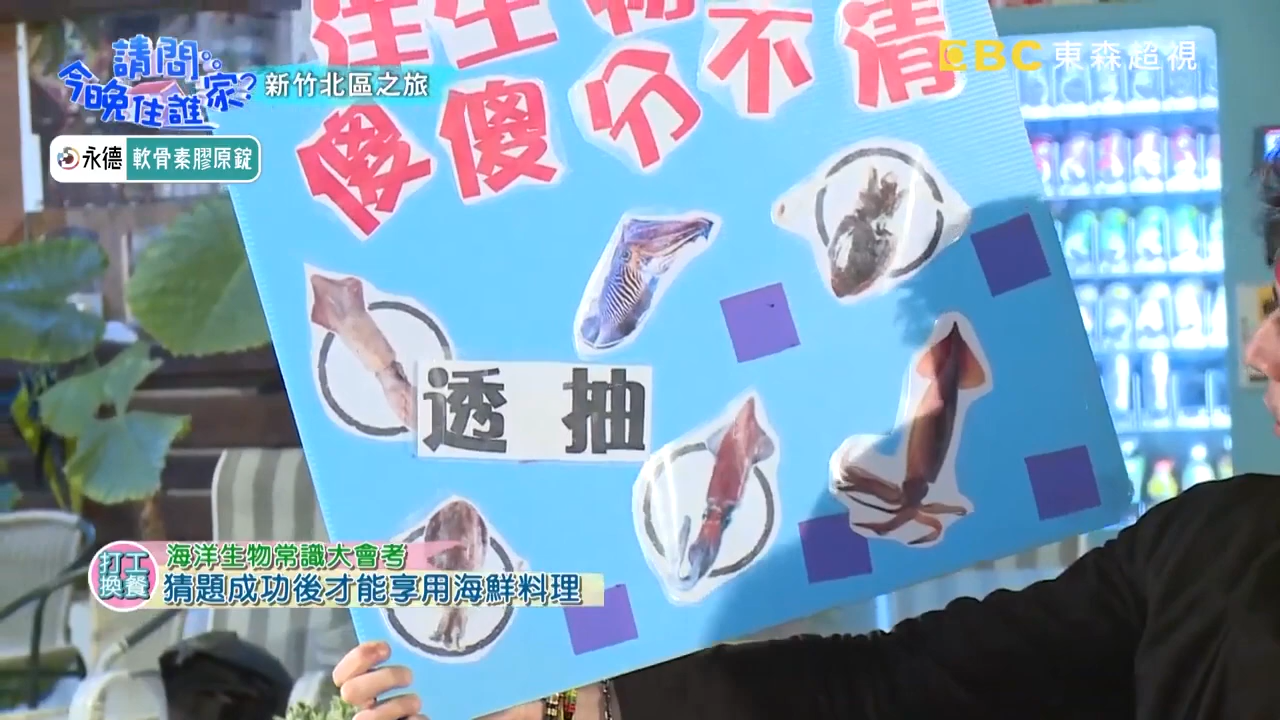 請問
今晚住誰家?
新竹北區之旅
永德 軟骨素膠原錠
EBC 東森超視
洋生物分不清
傻傻
透抽
打工換餐
海洋生物常識大會考
猜題成功後才能享用海鮮料理